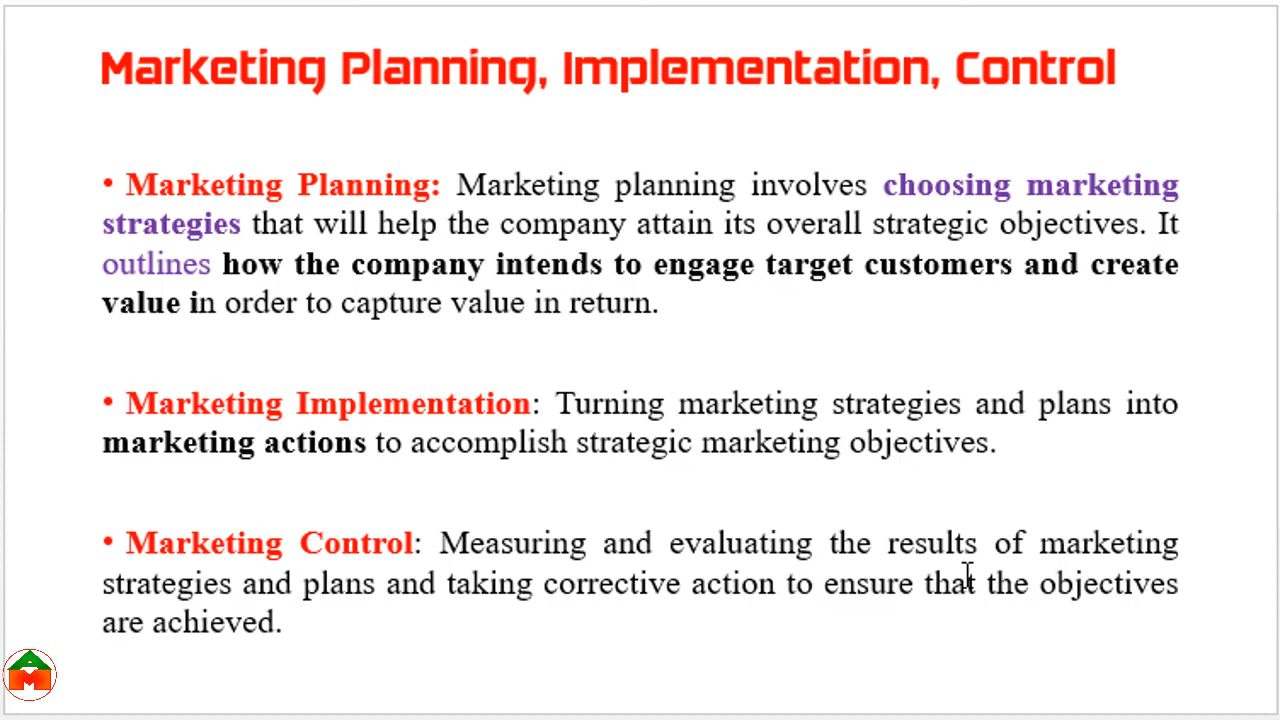 Marketing Planning, Implementation, Control
• Marketing Planning: Marketing planning involves choosing marketing
strategies that will help the company attain its overall strategic objectives. It
outlines how the company intends to engage target customers and create
value in order to capture value in return.
• Marketing Implementation: Turning marketing strategies and plans into
marketing actions to accomplish strategic marketing objectives.
• Marketing Control: Measuring and evaluating the results of marketing
strategies and plans and taking corrective action to ensure that the objectives
are achieved.